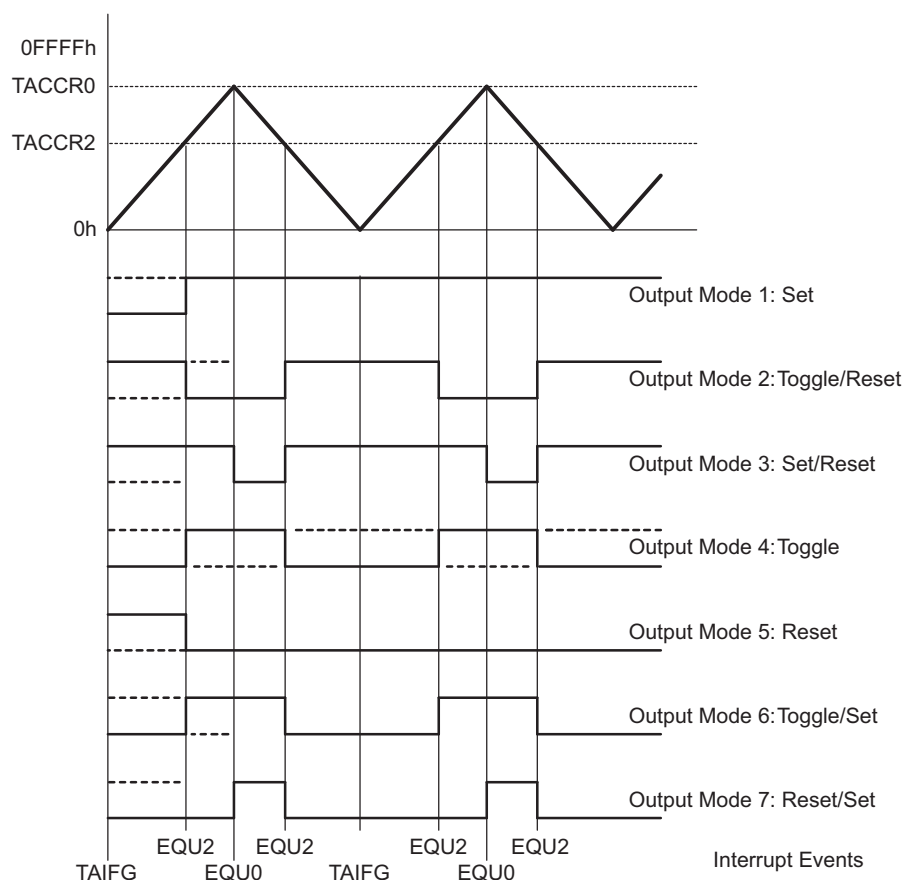 0FFFFh
TACCR0
TACCR2
0h
Output Mode 1: Set
Output Mode 2: Toggle/Reset
Output Mode 3: Set/Reset
Output Mode 4: Toggle
Output Mode 5: Reset
Output Mode 6: Toggle/Set
Output Mode 7: Reset/Set
EQU2 EQU2 EQU2 EQU2
TAIFG EQU0 TAIFG EQU0 Interrupt Events